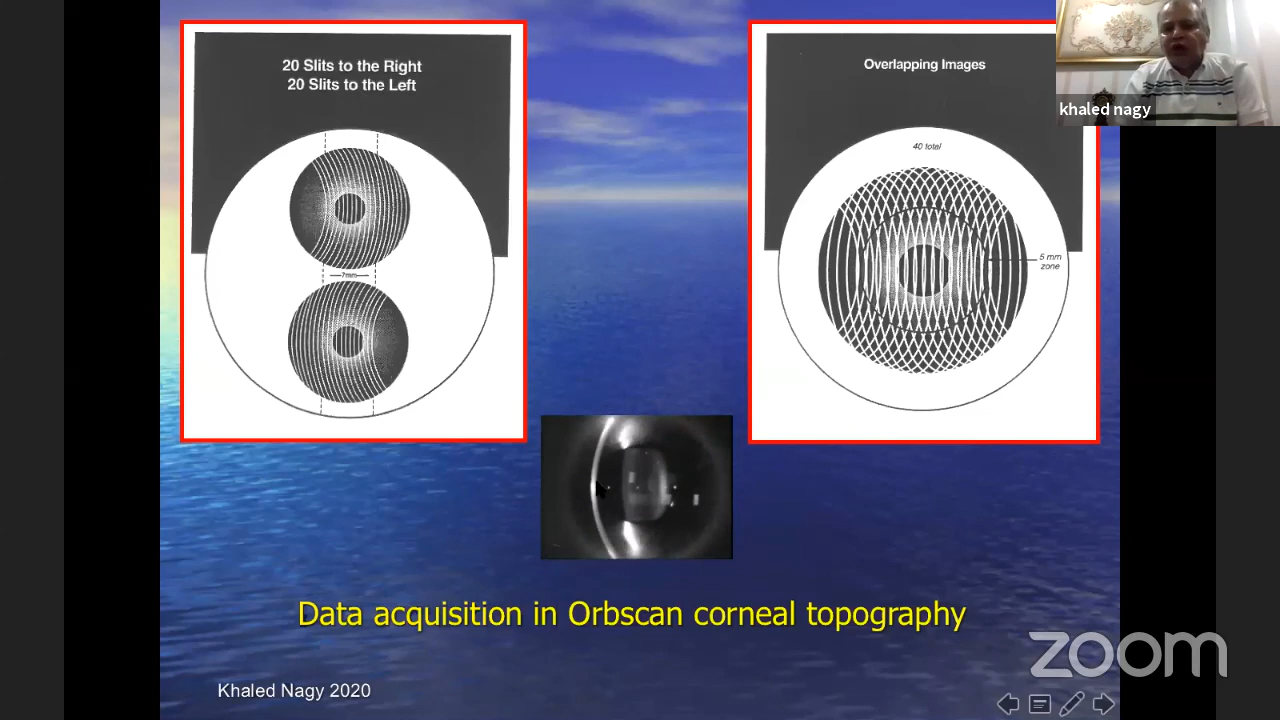 20 Slits to the Right
20 Slits to the Left
7mm
Overlapping Images
40 total
5 mm
zone
khaled nagy
Data acquisition in Orbscan corneal topography
Khaled Nagy 2020
zoom